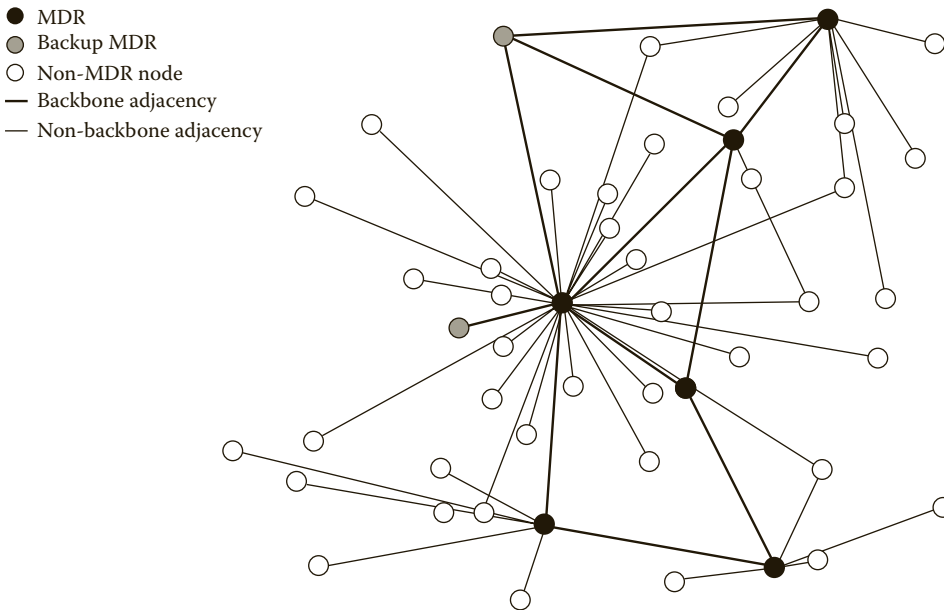 MDR
Backup MDR
Non-MDR node
Backbone adjacency
Non-backbone adjacency